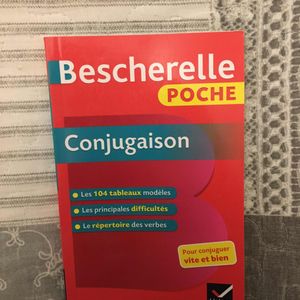 Bescherelle
POCHE
Conjugaison
Les 104 tableaux modèles
Les principales difficultés
Le répertoire des verbes
Pour conjuguer
vite et bien